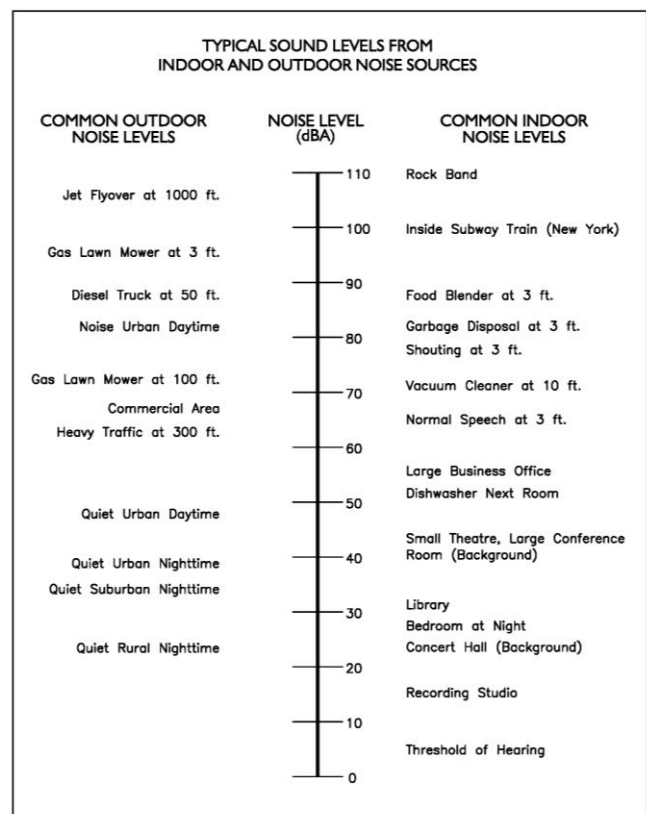 TYPICAL SOUND LEVELS FROM
INDOOR AND OUTDOOR NOISE SOURCES
COMMON OUTDOOR
NOISE LEVELS
NOISE LEVEL
(dBA)
COMMON INDOOR
NOISE LEVELS
110
Rock Band
Jet Flyover at 1000 ft.
100
Inside Subway Train (New York)
Gas Lawn Mower at 3 ft.
90
Diesel Truck at 50 ft.
Food Blender at 3 ft.
Noise Urban Daytime
Garbage Disposal at 3 ft.
80
Shouting at 3 ft.
Gas Lawn Mower at 100 ft.
Vacuum Cleaner at 10 ft.
70
Commercial Area
Normal Speech at 3 ft.
Heavy Traffic at 300 ft.
60
Large Business Office
Dishwasher Next Room
50
Quiet Urban Daytime
Small Theatre, Large Conference
Room (Background)
40
Quiet Urban Nighttime
Quiet Suburban Nighttime
Library
30
Bedroom at Night
Quiet Rural Nighttime
Concert Hall (Background)
20
Recording Studio
10
Threshold of Hearing
0